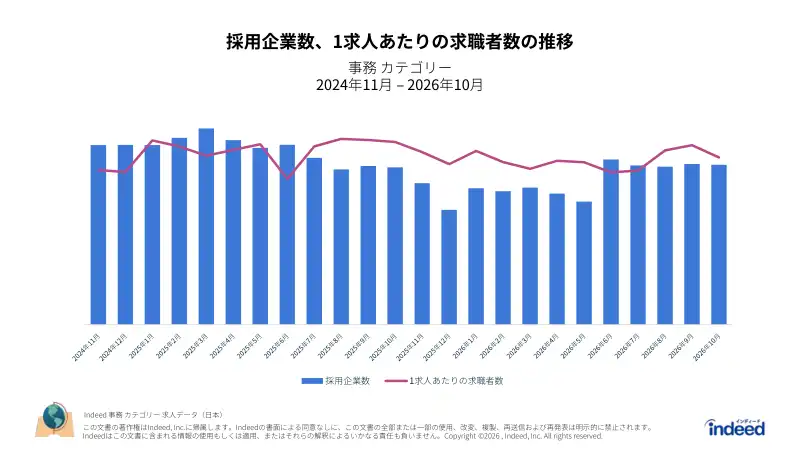 採用企業数、1求人あたりの求職者数の推移
事務 カテゴリー
2024年11月 – 2026年10月
2024年11月
2024年12月
2025年1月
2025年2月
2025年3月
2025年4月
2025年5月
2025年6月
2025年7月
2025年8月
2025年9月
2025年10月
2025年11月
2025年12月
2026年1月
2026年2月
2026年3月
2026年4月
2026年5月
2026年6月
2026年7月
2026年8月
2026年9月
2026年10月
採用企業数 1求人あたりの求職者数
Indeed 事務 カテゴリー 求人データ（日本）
この文書の著作権はIndeed, Inc.に帰属します。Indeedの書面による同意なしに、この文書の全部または一部の使用、改変、複製、再送信および再発表は明示的に禁止されます。
Indeedはこの文書に含まれる情報の使用もしくは適用、またはそれらの解釈によるいかなる責任も負いません。Copyright ©2026 , Indeed, Inc. All rights reserved.
インディード
indeed